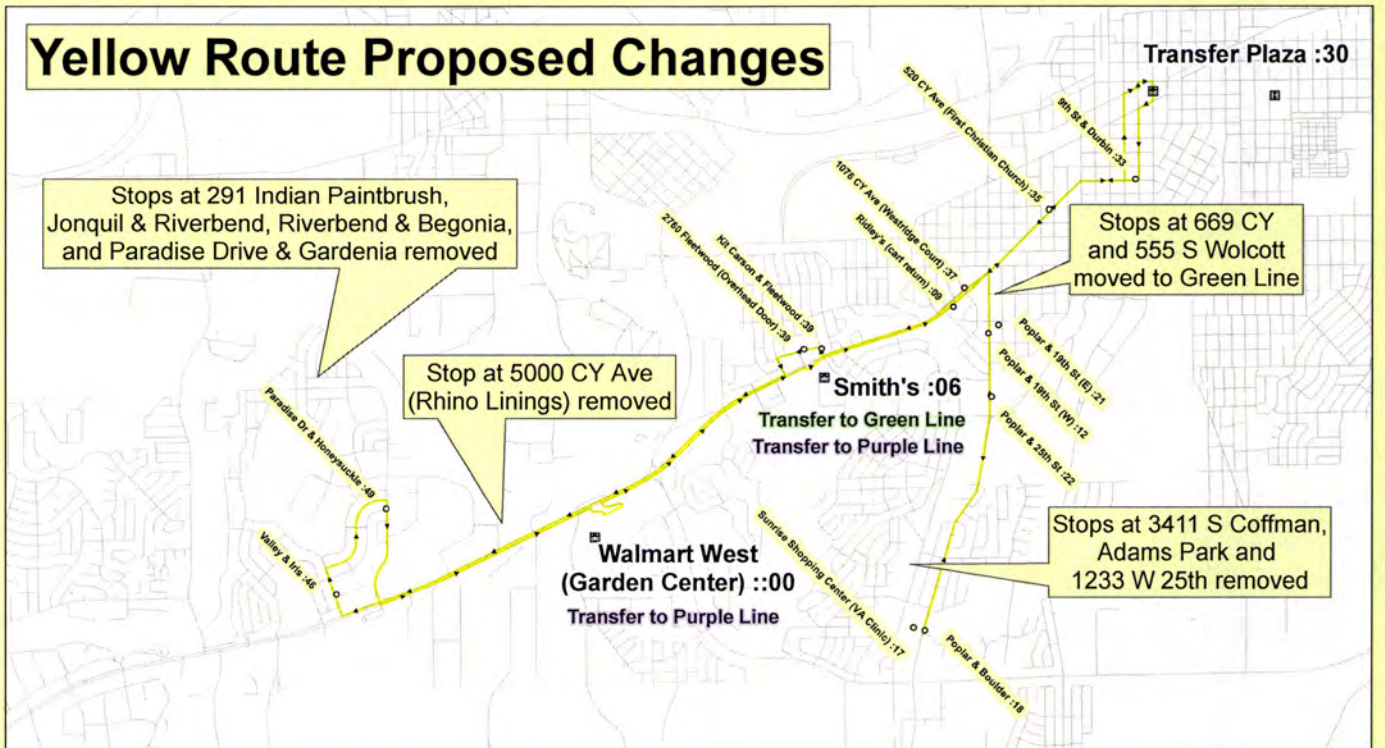 Yellow Route Proposed Changes
Transfer Plaza :30
H
520 CY Ave (First Christian Church) :35
9th St & Durbin :33
Stops at 291 Indian Paintbrush,
Jonquil & Riverbend, Riverbend & Begonia,
and Paradise Drive & Gardenia removed
1076 CY Ave (Westridge Court) :37
Ridley's (cart return) :09
Stops at 669 CY
and 555 S Wolcott
moved to Green Line
Kit Carson & Fleetwood :39
2760 Fleetwood (Overhead Door) :39
Poplar & 19th St (E) :21
Poplar & 19th St (W) :12
Stop at 5000 CY Ave
(Rhino Linings) removed
Smith's :06
Transfer to Green Line
Transfer to Purple Line
Poplar & 25th St :22
Paradise Dr & Honeysuckle :49
Valley & Iris :46
Walmart West
(Garden Center) ::00
Transfer to Purple Line
Stops at 3411 S Coffman,
Adams Park and
1233 W 25th removed
Sunrise Shopping Center (VA Clinic) :17
Poplar & Boulder :18